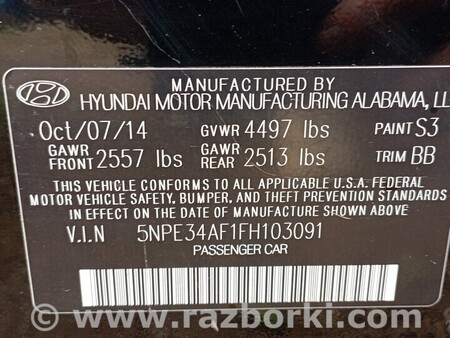 MANUFACTURED BY
HYUNDAI MOTOR MANUFACTURING ALABAMA, LL
Oct/07/14 GVWR 4497 lbs PAINT S3
GAWR FRONT 2557 lbs GAWR REAR 2513 lbs TRIM BB
THIS VEHICLE CONFORMS TO ALL APPLICABLE U.S.A. FEDERAL
MOTOR VEHICLE SAFETY, BUMPER, AND THEFT PREVENTION STANDARDS
IN EFFECT ON THE DATE OF MANUFACTURE SHOWN ABOVE
V.I.N 5NPE34AF1FH103091
PASSENGER CAR
www.razborki.com